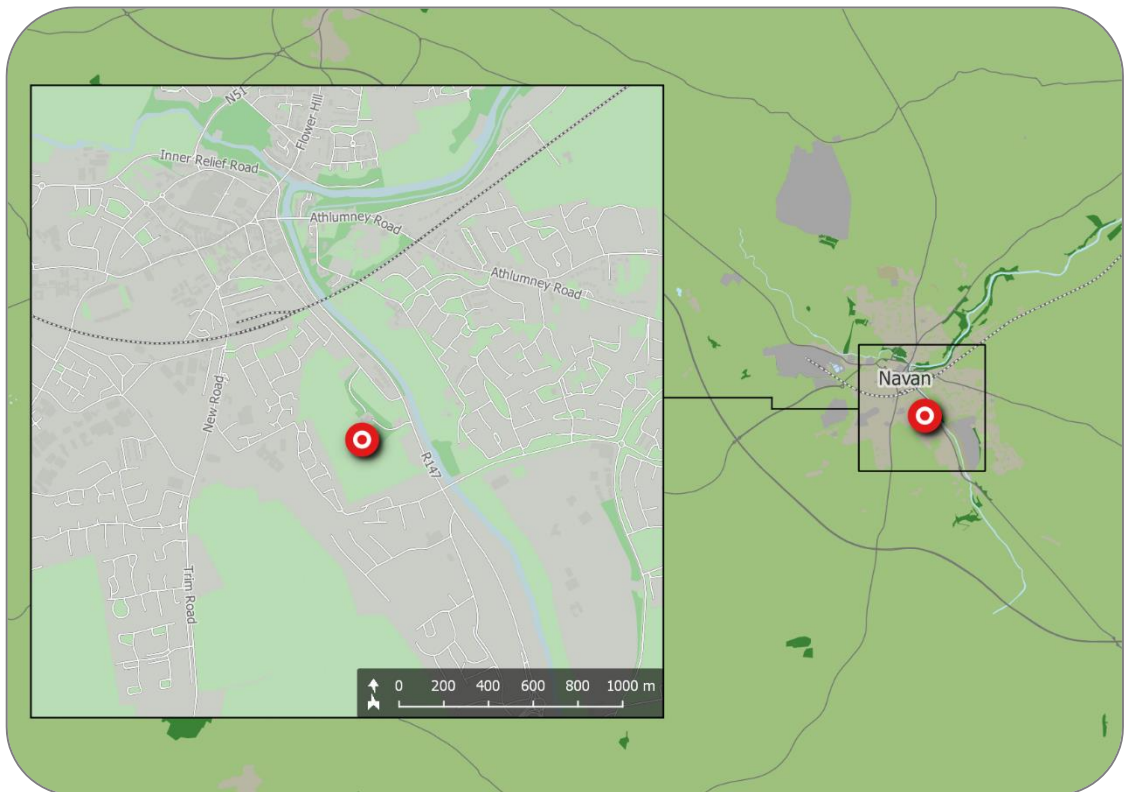 N51
Flower Hill
Inner Relief Road
Athlumney Road
Athlumney Road
New Road
R147
Trim Road
0 200 400 600 800 1000 m
Navan